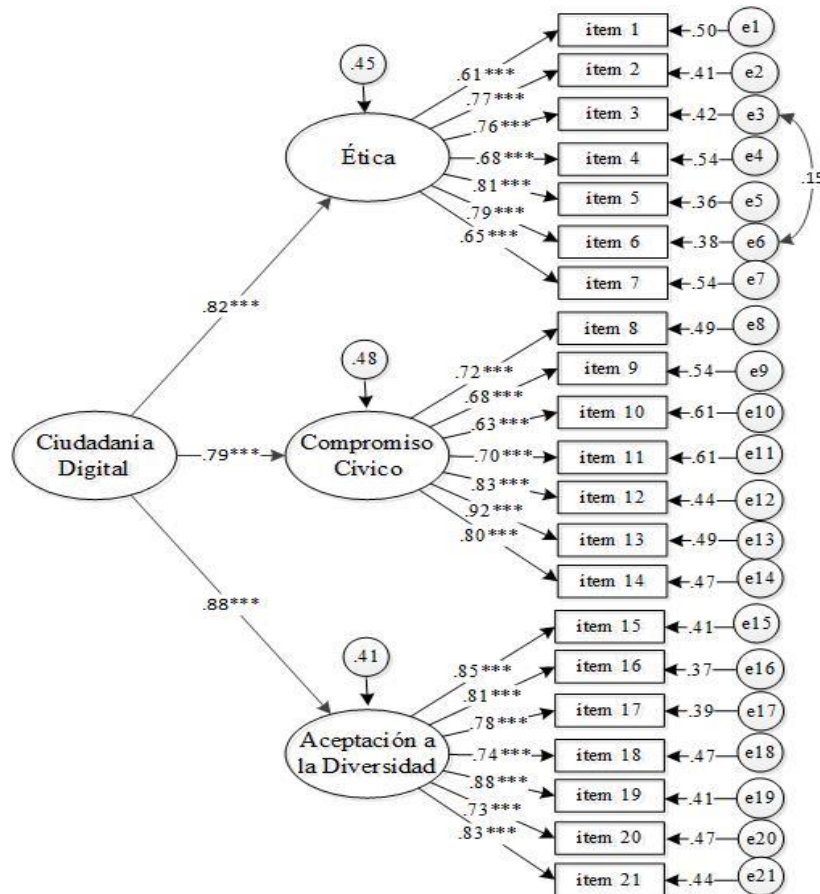 item 1
.50
e1
.45
.61***
item 2
.41
e2
.77***
item 3
.42
e3
.76***
Ética
.68***
item 4
.54
e4
.15
.81***
item 5
.36
e5
.79***
item 6
.38
e6
.65***
item 7
.54
e7
.82***
item 8
.49
e8
.48
.72***
item 9
.54
e9
.68***
item 10
.61
e10
.63***
Ciudadanía
Digital
.79***
Compromiso
Cívico
.70***
item 11
.61
e11
.83***
item 12
.44
e12
.92***
item 13
.49
e13
.80***
item 14
.47
e14
.88***
item 15
.41
e15
.41
.85***
item 16
.37
e16
.81***
item 17
.39
e17
.78***
Aceptación a
la Diversidad
.74***
item 18
.47
e18
.88***
item 19
.41
e19
.73***
item 20
.47
e20
.83***
item 21
.44
e21